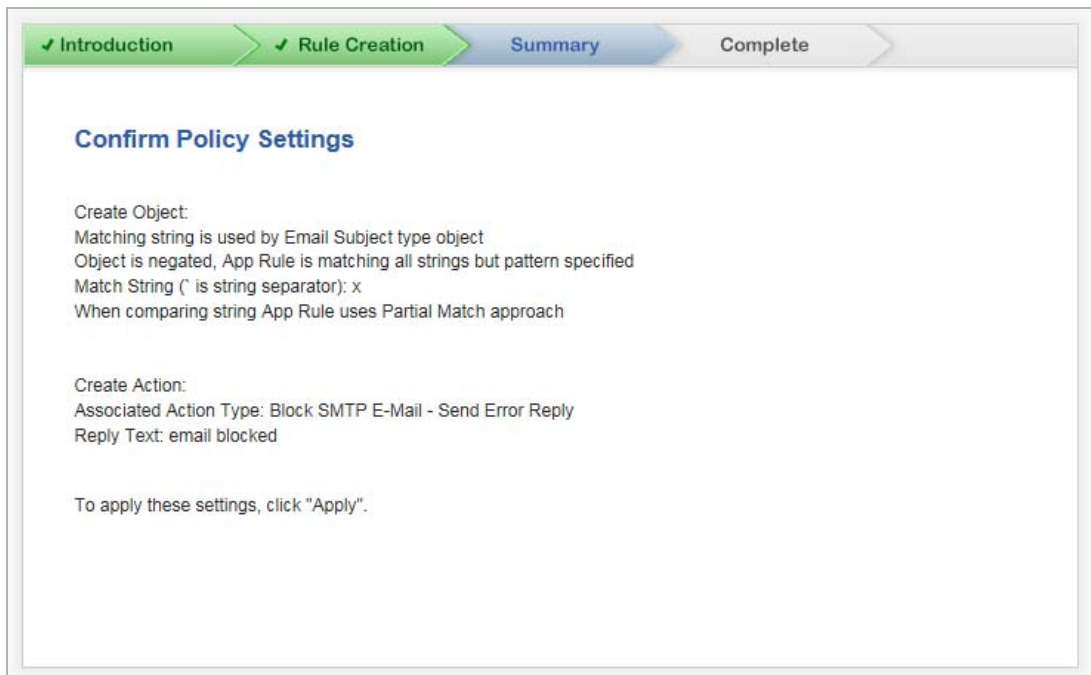 ✓ Introduction ✓ Rule Creation Summary Complete
Confirm Policy Settings
Create Object:
Matching string is used by Email Subject type object
Object is negated, App Rule is matching all strings but pattern specified
Match String (` is string separator): x
When comparing string App Rule uses Partial Match approach
Create Action:
Associated Action Type: Block SMTP E-Mail - Send Error Reply
Reply Text: email blocked
To apply these settings, click "Apply".